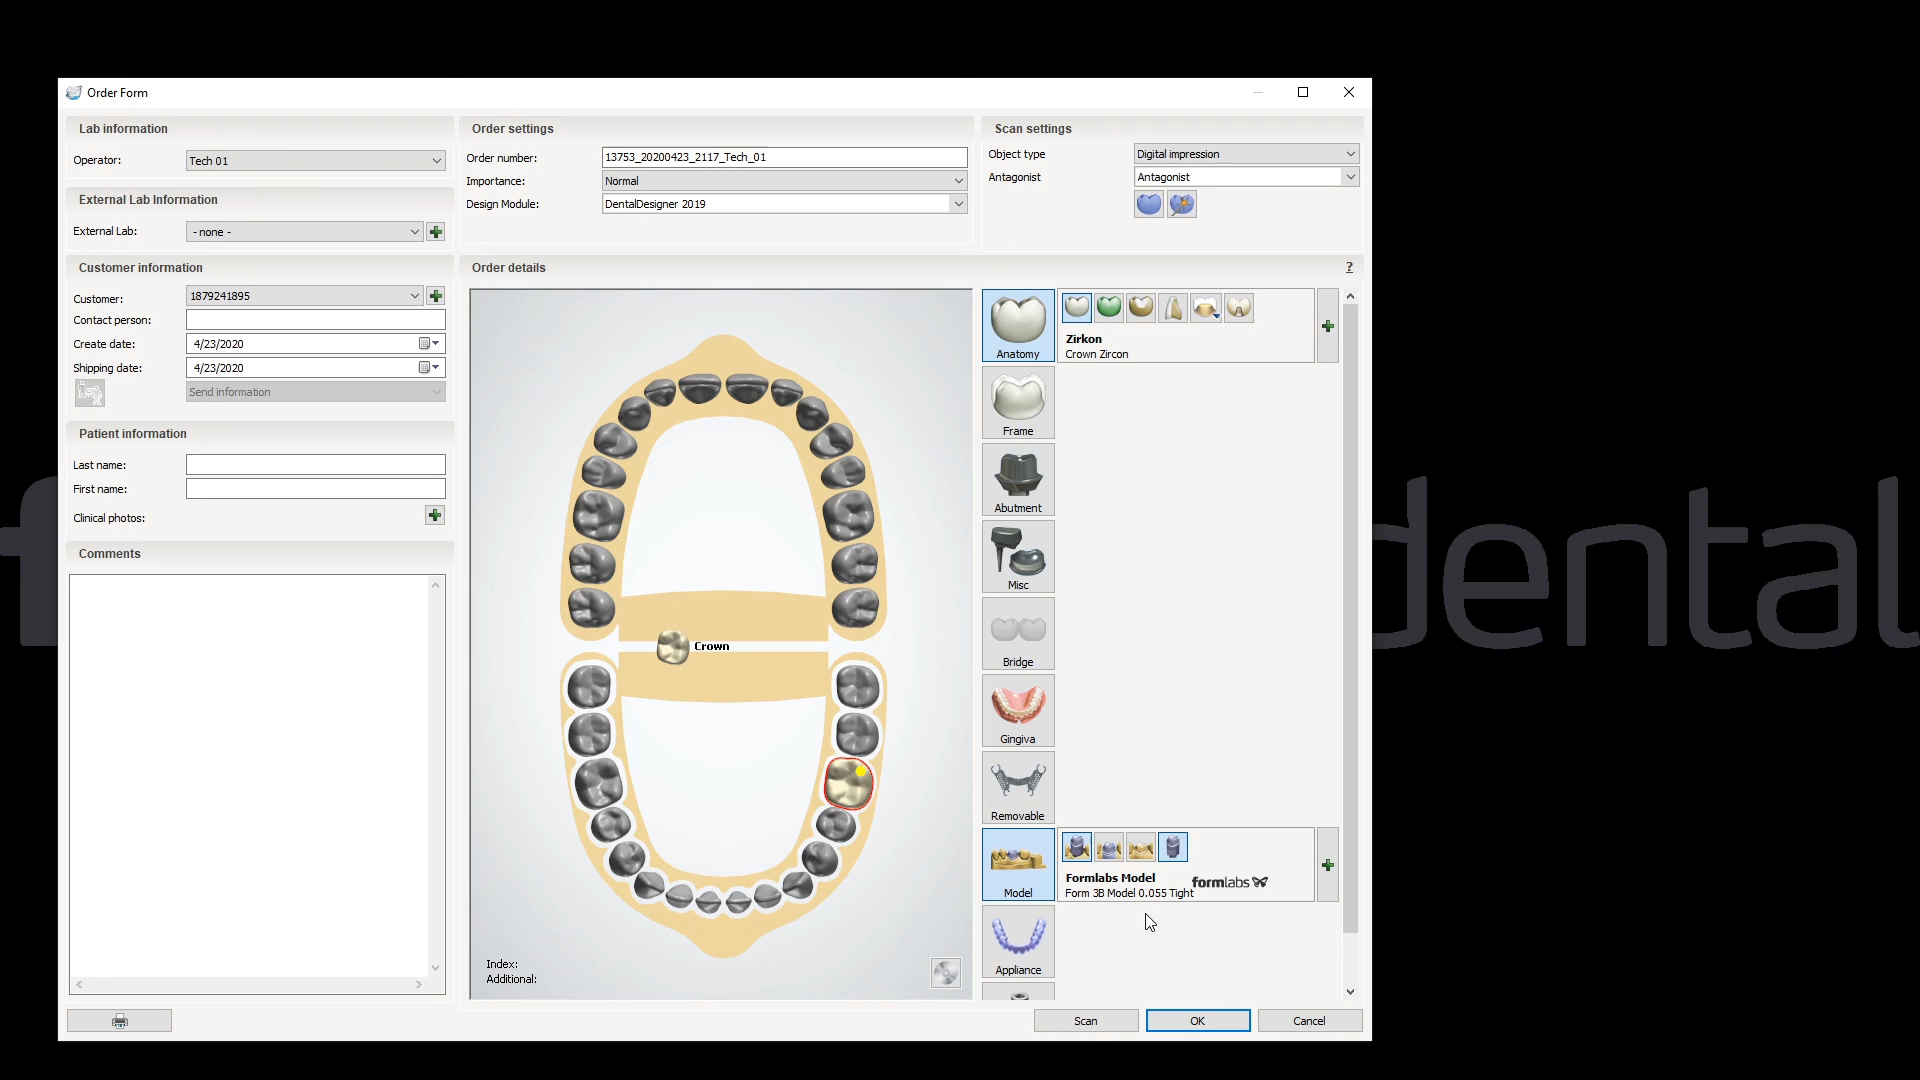 Order Form
Lab information
Operator:
Tech 01
External Lab Information
External Lab:
- none -
Customer information
Customer:
1879241895
Contact person:
Create date:
4/23/2020
Shipping date:
4/23/2020
Send information
Patient information
Last name:
First name:
Clinical photos:
Comments
Order settings
Order number:
13753_20200423_2117_Tech_01
Importance:
Normal
Design Module:
DentalDesigner 2019
Scan settings
Object type
Digital impression
Antagonist
Antagonist
Order details
?
Crown
Index:
Additional:
Anatomy
Zirkon
Crown Zircon
Frame
Abutment
Misc
Bridge
Gingiva
Removable
Model
Formlabs Model
formlabs
Form 3B Model 0.055 Tight
Appliance
Scan
OK
Cancel
dental